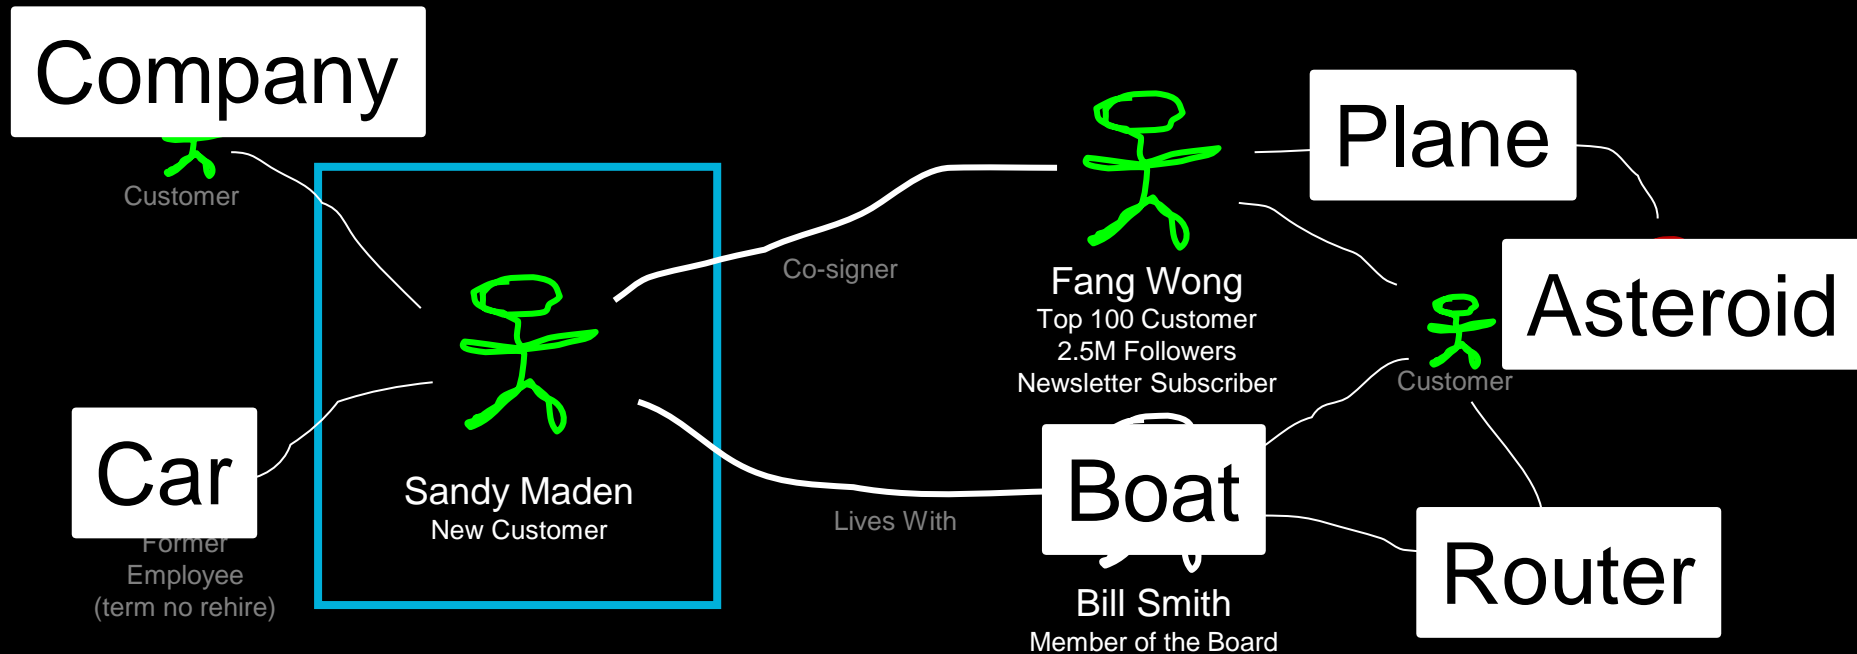 Company
Customer
Plane
Co-signer
Fang Wong
Top 100 Customer
2.5M Followers
Newsletter Subscriber
Asteroid
Customer
Car
Former
Employee
(term no rehire)
Sandy Maden
New Customer
Lives With
Boat
Bill Smith
Member of the Board
Router